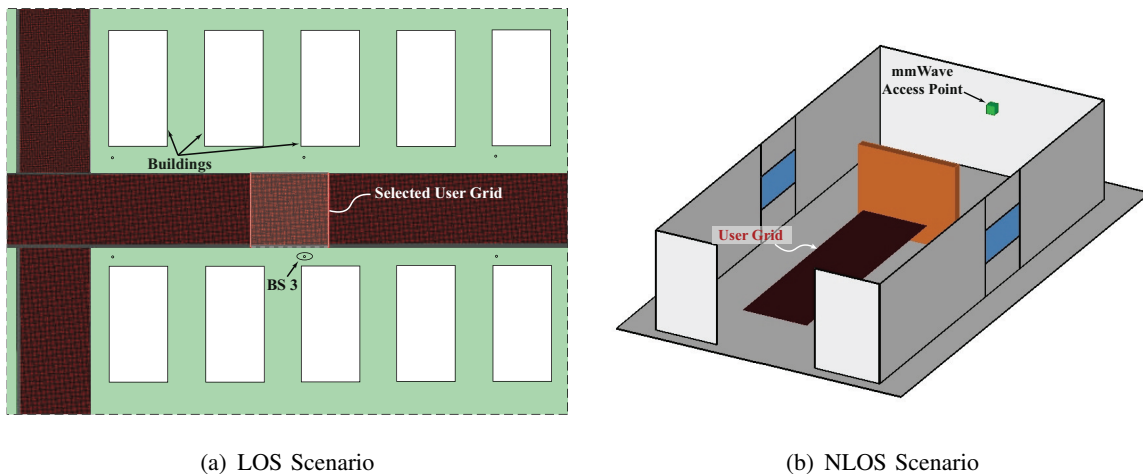 Buildings
Selected User Grid
BS 3
(a) LOS Scenario
mmWave
Access Point
User Grid
(b) NLOS Scenario